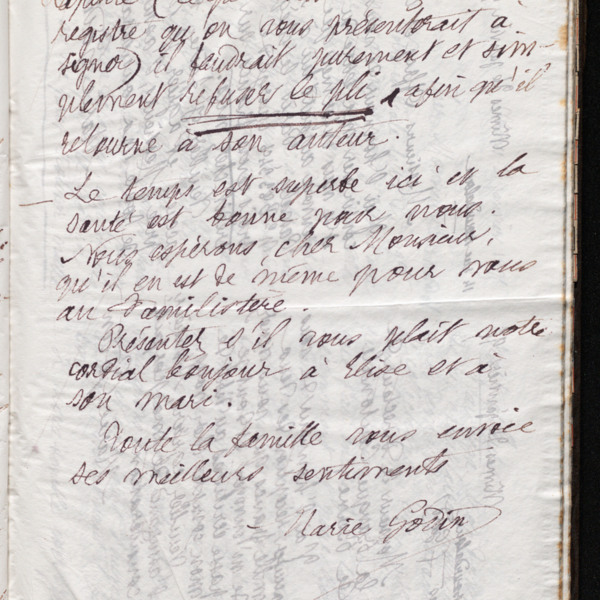 registre qu'on vous présenterait à
signer) il faudrait purement et sim-
plement refuser le pli, afin qu'il
retourne à son auteur.
— Le temps est superbe ici et la
santé est bonne pour nous.
Nous espérons, cher Monsieur,
qu'il en est de même pour vous
au Familistère.
Présentez s'il vous plait notre
cordial bonjour à Elise et à
son mari.
Toute la famille vous envoie
ses meilleurs sentiments
— Marie Godin